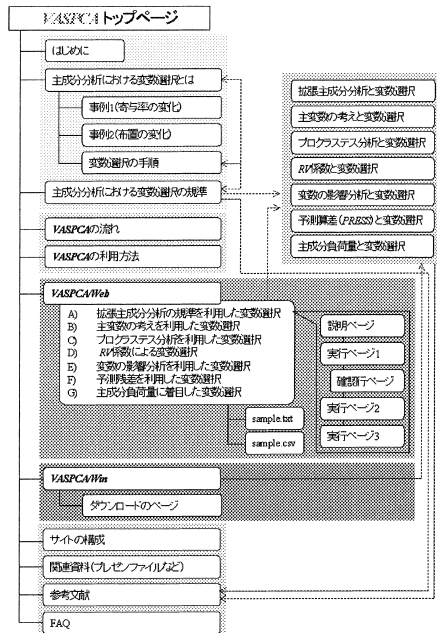 VASPCA トップページ
はじめに
主成分分析における変数選択とは
事例1(寄与率の変化)
事例2(布置の変化)
変数選択の手順
主成分分析における変数選択の規準
拡張主成分分析と変数選択
主変数の考えと変数選択
プロクラステス分析と変数選択
RV係数と変数選択
変数の影響分析と変数選択
予測算差(PRESS)と変数選択
主成分負荷量と変数選択
VASPCAの流れ
VASPCAの利用方法
VASPCA/Web
A) 拡張主成分分析の規準を利用した変数選択
B) 主変数の考えを利用した変数選択
C) プログラステス分析を利用した変数選択
D) RV係数による変数選択
E) 変数の影響分析を利用した変数選択
F) 予測残差を利用した変数選択
G) 主成分負荷量に着目した変数選択
説明ページ
実行ページ1
確認行ページ
実行ページ2
実行ページ3
sample.txt
sample.csv
VASPCA/Win
ダウンロードのページ
サイトの構成
関連資料(プレゼンファイルなど)
参考文献
FAQ